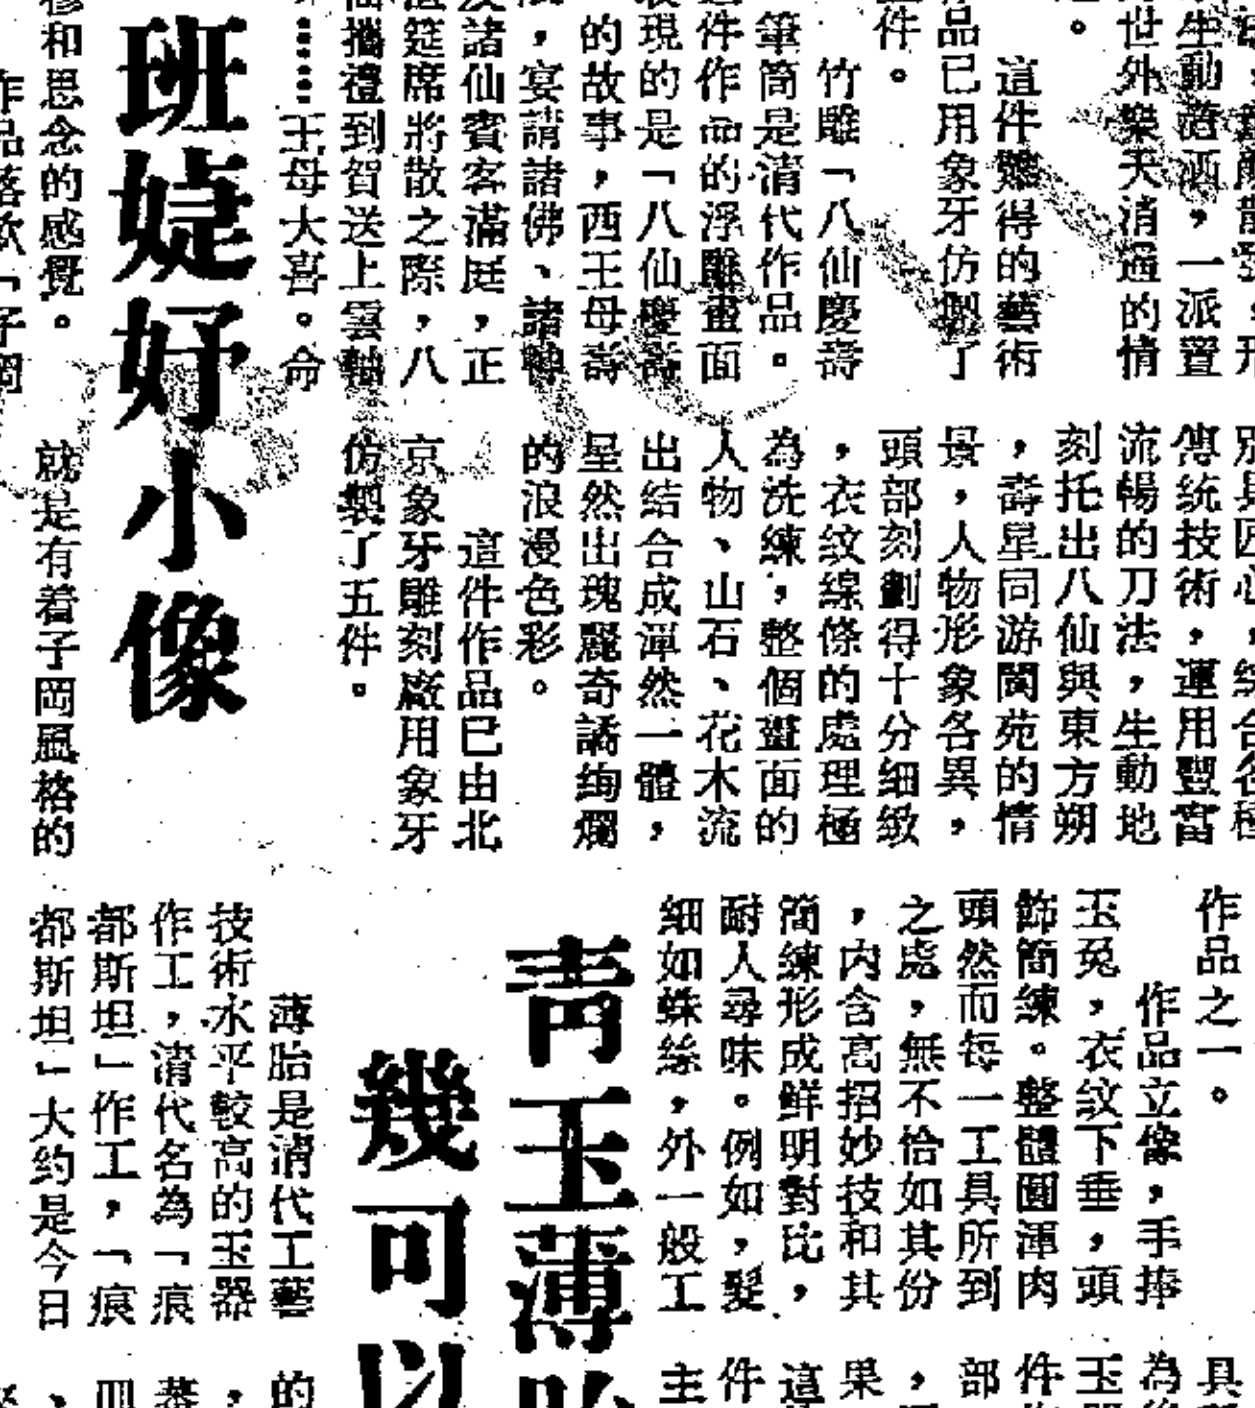 生動瀟洒，一派置
世外樂天消遙的情
。
這件難得的藝術
品已用象牙仿製了
件。
竹雕「八仙慶壽
筆筒是清代作品。
件作品的浮雕畫面
現的是「八仙慶壽
的故事，西王母壽
，宴請諸佛、諸神
諸仙賓客滿庭，正
筵席將散之際，八
攜禮到賀送上雲軸
……王母大喜。命
傳統技術，運用豐富
流暢的刀法，生動地
刻托出八仙與東方朔
，壽星同游閬苑的情
景，人物形象各異，
頭部刻劃得十分細緻
，衣紋線條的處理極
為洗練，整個畫面的
人物、山石、花木流
出結合成渾然一體，
星然出瑰麗奇譎絢爛
的浪漫色彩。
這件作品已由北
京象牙雕刻廠用象牙
仿製了五件。
班婕妤小像
和思念的感覺。
作品落款「子岡
就是有着子岡風格的
作品之一。
作品立像，手捧
玉兔，衣紋下垂，頭
飾簡練。整體圓渾肉
頭然而每一工具所到
之處，無不恰如其份
，內含高招妙技和其
簡練形成鮮明對比，
耐人尋味。例如，髮
細如蛛絲，外一般工
具
為
件
部
，
果
這
件
主
青玉薄胎
幾可以
薄胎是清代工藝
技術水平較高的玉器
作工，清代名為「痕
都斯坦」作工，「痕
都斯坦」大約是今日
的
，